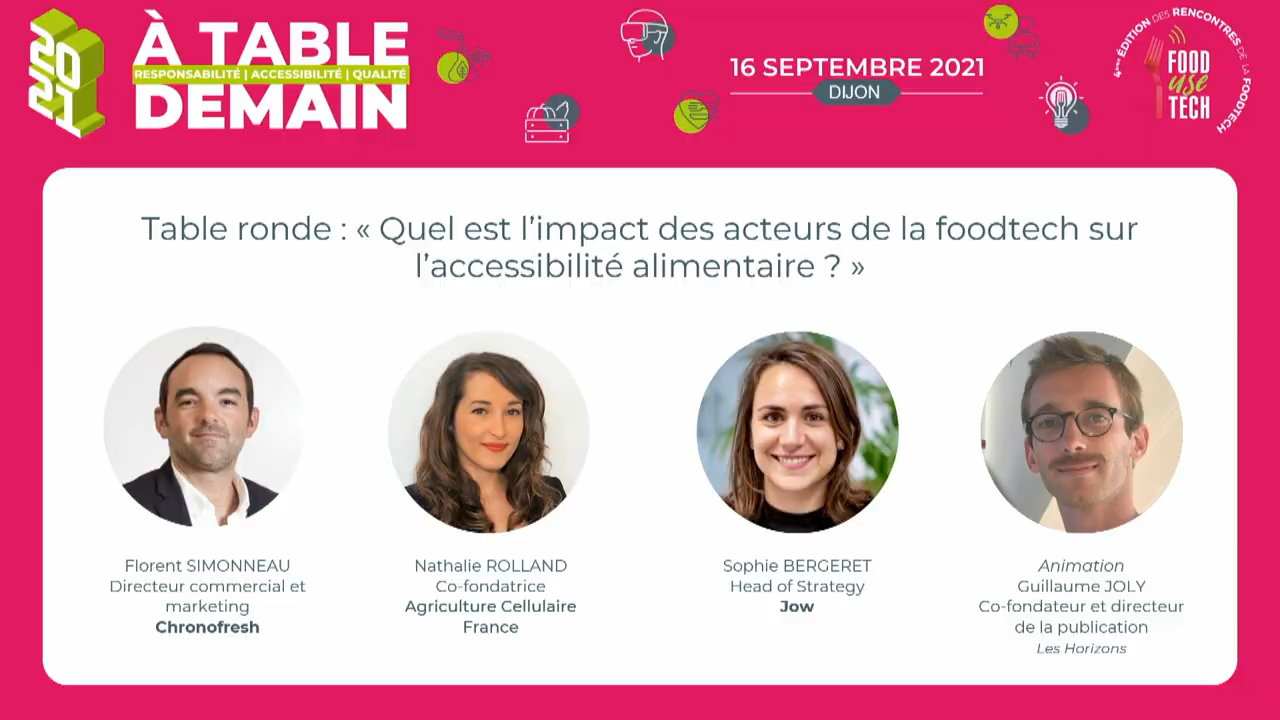 2021
À TABLE
RESPONSABILITÉ | ACCESSIBILITÉ | QUALITÉ
DEMAIN
16 SEPTEMBRE 2021
DIJON
4ème ÉDITION DES RENCONTRES DE LA FOODTECH
FOOD
use
TECH
Table ronde : « Quel est l’impact des acteurs de la foodtech sur
l’accessibilité alimentaire ? »
Florent SIMONNEAU
Directeur commercial et
marketing
Chronofresh
Nathalie ROLLAND
Co-fondatrice
Agriculture Cellulaire
France
Sophie BERGERET
Head of Strategy
Jow
Animation
Guillaume JOLY
Co-fondateur et directeur
de la publication
Les Horizons